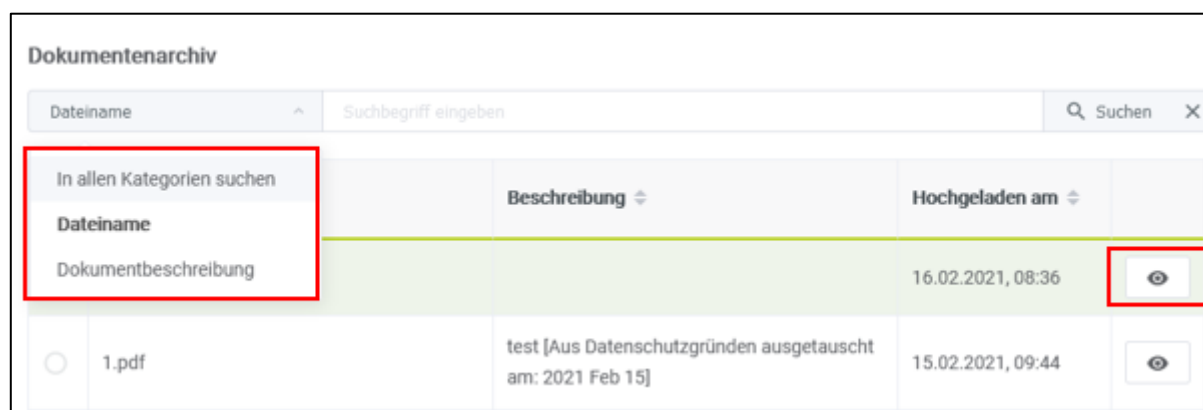 Dokumentenarchiv
Dateiname
Suchbegriff eingeben
Suchen
In allen Kategorien suchen
Dateiname
Dokumentbeschreibung
Beschreibung
Hochgeladen am
16.02.2021, 08:36
1.pdf
test [Aus Datenschutzgründen ausgetauscht
am: 2021 Feb 15]
15.02.2021, 09:44